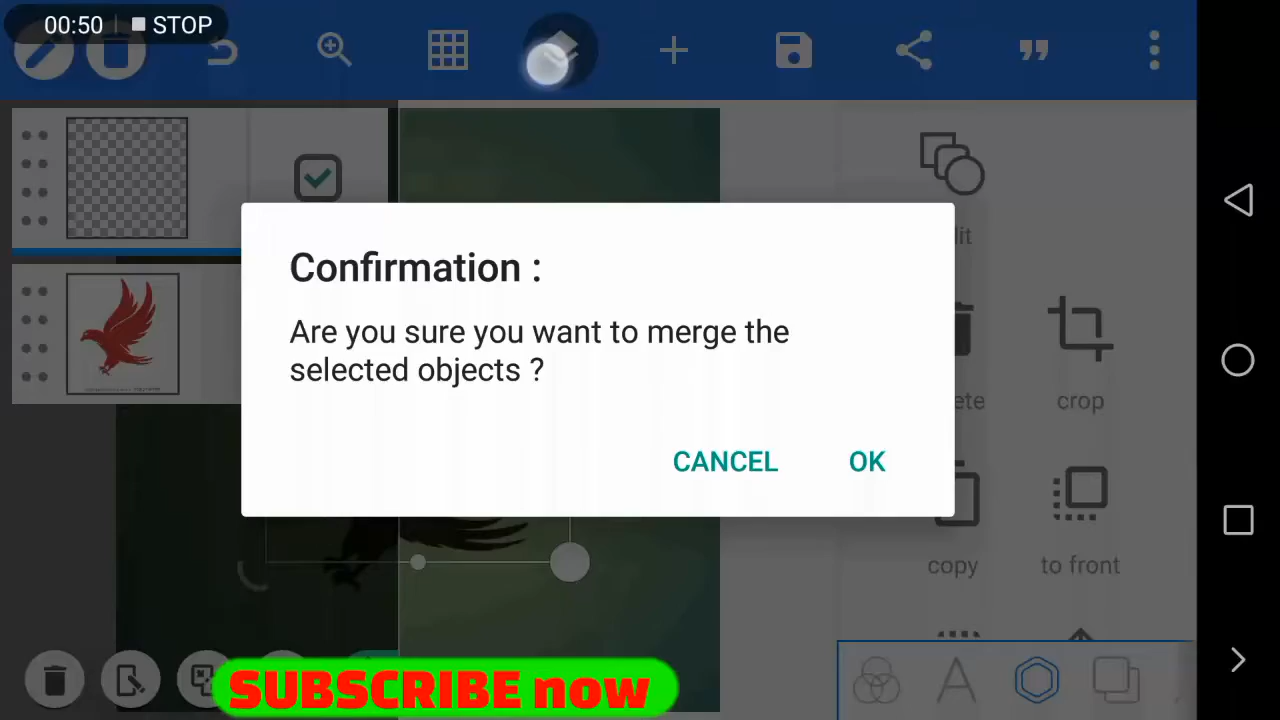 00:50
STOP
Confirmation :
Are you sure you want to merge the
selected objects ?
CANCEL
OK
crop
copy
to front
SUBSCRIBE now